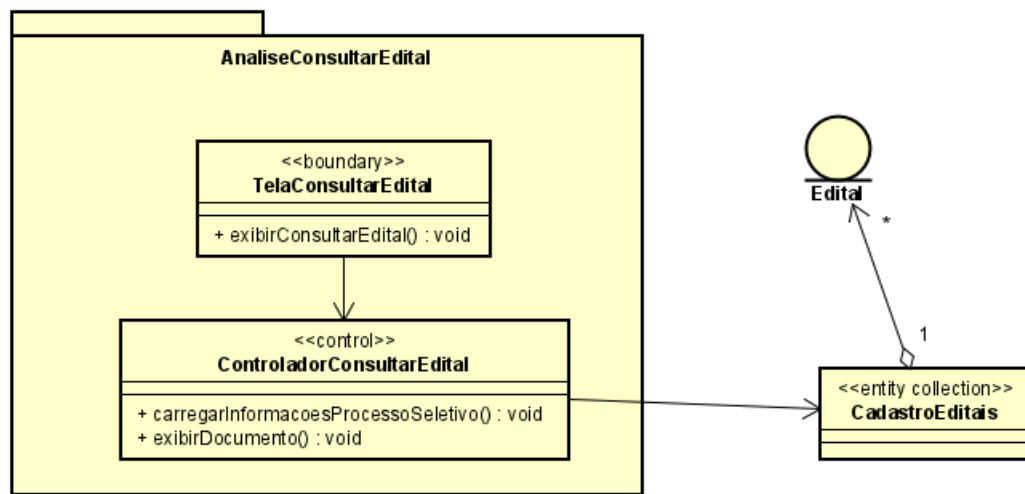 AnaliseConsultarEdital
<<boundary>>
TelaConsultarEdital
+ exibirConsultarEdital() : void
<<control>>
ControladorConsultarEdital
+ carregarInformacoesProcessoSeletivo() : void
+ exibirDocumento() : void
Edital
*
1
<<entity collection>>
CadastroEditais